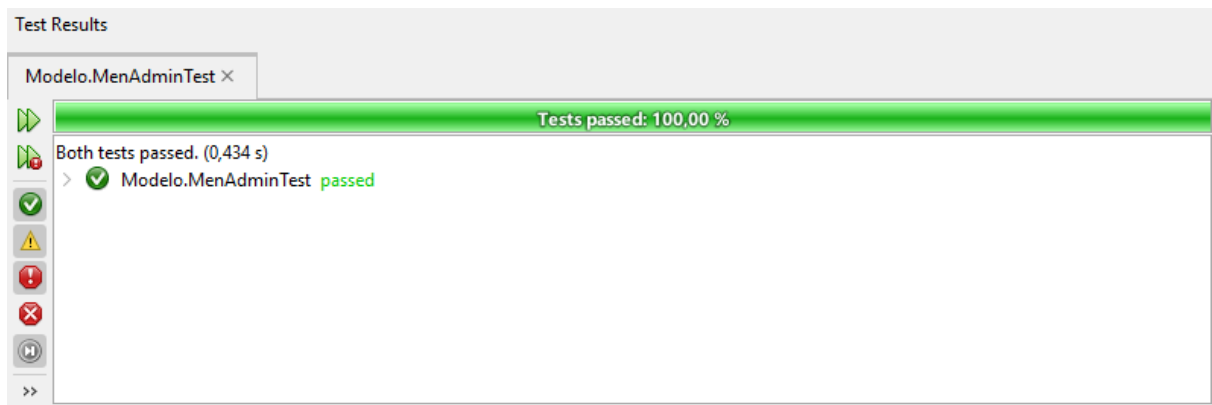 Test Results
Modelo.MenAdminTest ×
Tests passed: 100,00 %
Both tests passed. (0,434 s)
Modelo.MenAdminTest passed
>>